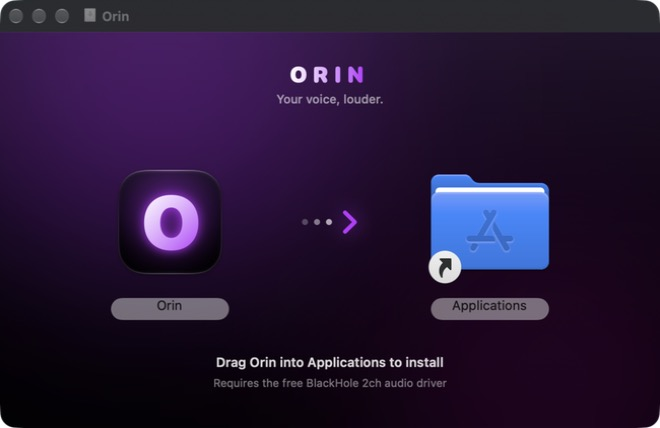 Orin
ORIN
Your voice, louder.
O
Orin
Applications
Drag Orin into Applications to install
Requires the free BlackHole 2ch audio driver